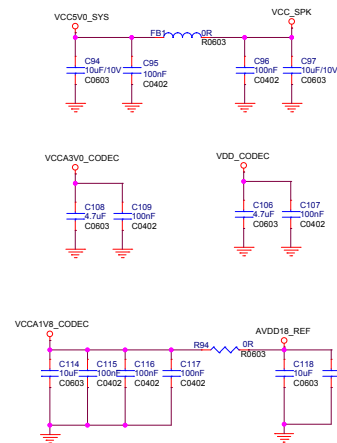 VCC5V0_SYS
VCC_SPK
FB1
0R
R0603
C94
10uF/10V
C0603
C95
100nF
C0402
C96
100nF
C0402
C97
10uF/10V
C0603
VCCA3V0_CODEC
VDD_CODEC
C108
4.7uF
C0603
C109
100nF
C0402
C106
4.7uF
C0603
C107
100nF
C0402
VCCA1V8_CODEC
R94
0R
R0603
AVDD18_REF
C114
10uF
C0603
C115
100nF
C0402
C116
100nF
C0402
C117
100nF
C0402
C118
10uF
C0603